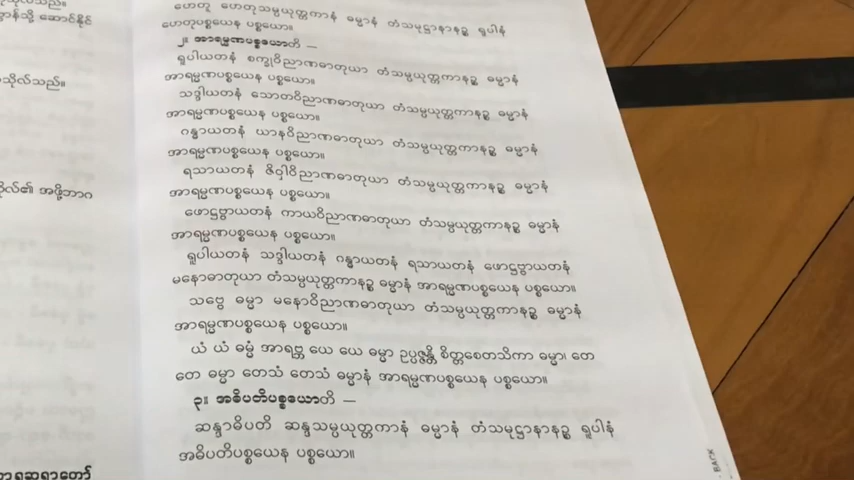 သည်။
ဆောင်နိုင်
သိုလ်သည်။
၏ အဖို့ဘာဂ
ဟေတူ ဟေတုသမ္ပယုတ္တကာနံ ဓမ္မာနံ တံသမုဋ္ဌာနာနဉ္စ ရူပါနံ
ဟေတုပစ္စယေန ပစ္စယော။
၂။ အာရမ္မဏပစ္စယောတိ —
ရူပါယတနံ စက္ခုဝိညာဏဓာတုယာ တံသမ္ပယုတ္တကာနဉ္စ ဓမ္မာနံ
အာရမ္မဏပစ္စယေန ပစ္စယော။
သဒ္ဒါယတနံ သောတဝိညာဏဓာတုယာ တံသမ္ပယုတ္တကာနဉ္စ ဓမ္မာနံ
အာရမ္မဏပစ္စယေန ပစ္စယော။
ဂန္ဓာယတနံ ဃာနဝိညာဏဓာတုယာ တံသမ္ပယုတ္တကာနဉ္စ ဓမ္မာနံ
အာရမ္မဏပစ္စယေန ပစ္စယော။
ရသာယတနံ ဇိဝှါဝိညာဏဓာတုယာ တံသမ္ပယုတ္တကာနဉ္စ ဓမ္မာနံ
အာရမ္မဏပစ္စယေန ပစ္စယော။
ဖောဋ္ဌဗ္ဗာယတနံ ကာယဝိညာဏဓာတုယာ တံသမ္ပယုတ္တကာနဉ္စ ဓမ္မာနံ
အာရမ္မဏပစ္စယေန ပစ္စယော။
ရူပါယတနံ သဒ္ဒါယတနံ ဂန္ဓာယတနံ ရသာယတနံ ဖောဋ္ဌဗ္ဗာယတနံ
မနောဓာတုယာ တံသမ္ပယုတ္တကာနဉ္စ ဓမ္မာနံ အာရမ္မဏပစ္စယေန ပစ္စယော။
သဗ္ဗေ ဓမ္မာ မနောဝိညာဏဓာတုယာ တံသမ္ပယုတ္တကာနဉ္စ ဓမ္မာနံ
အာရမ္မဏပစ္စယေန ပစ္စယော။
ယံ ယံ ဓမ္မံ အာရဗ္ဘ ယေ ယေ ဓမ္မာ ဥပ္ပဇ္ဇန္တိ စိတ္တစေတသိကာ ဓမ္မာ၊ တေ
တေ ဓမ္မာ တေသံ တေသံ ဓမ္မာနံ အာရမ္မဏပစ္စယေန ပစ္စယော။
၃။ အဓိပတိပစ္စယောတိ —
ဆန္ဒာဓိပတိ ဆန္ဒသမ္ပယုတ္တကာနံ ဓမ္မာနံ တံသမုဋ္ဌာနာနဉ္စ ရူပါနံ
အဓိပတိပစ္စယေန ပစ္စယော။
BACK